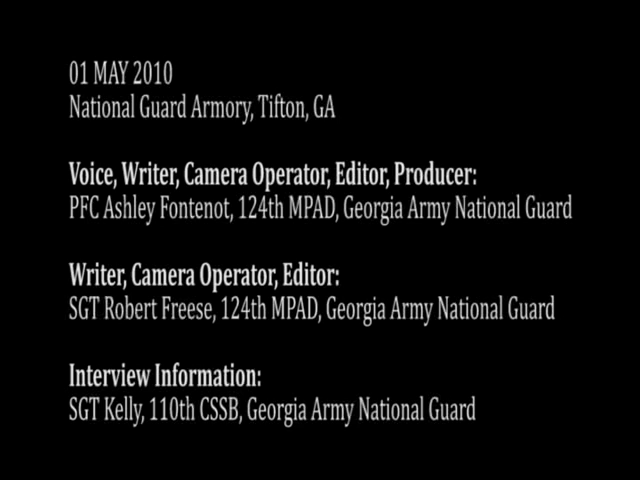 01 MAY 2010
National Guard Armory, Tifton, GA
Voice, Writer, Camera Operator, Editor, Producer:
PFC Ashley Fontenot, 124th MPAD, Georgia Army National Guard
Writer, Camera Operator, Editor:
SGT Robert Freese, 124th MPAD, Georgia Army National Guard
Interview Information:
SGT Kelly, 110th CSSB, Georgia Army National Guard